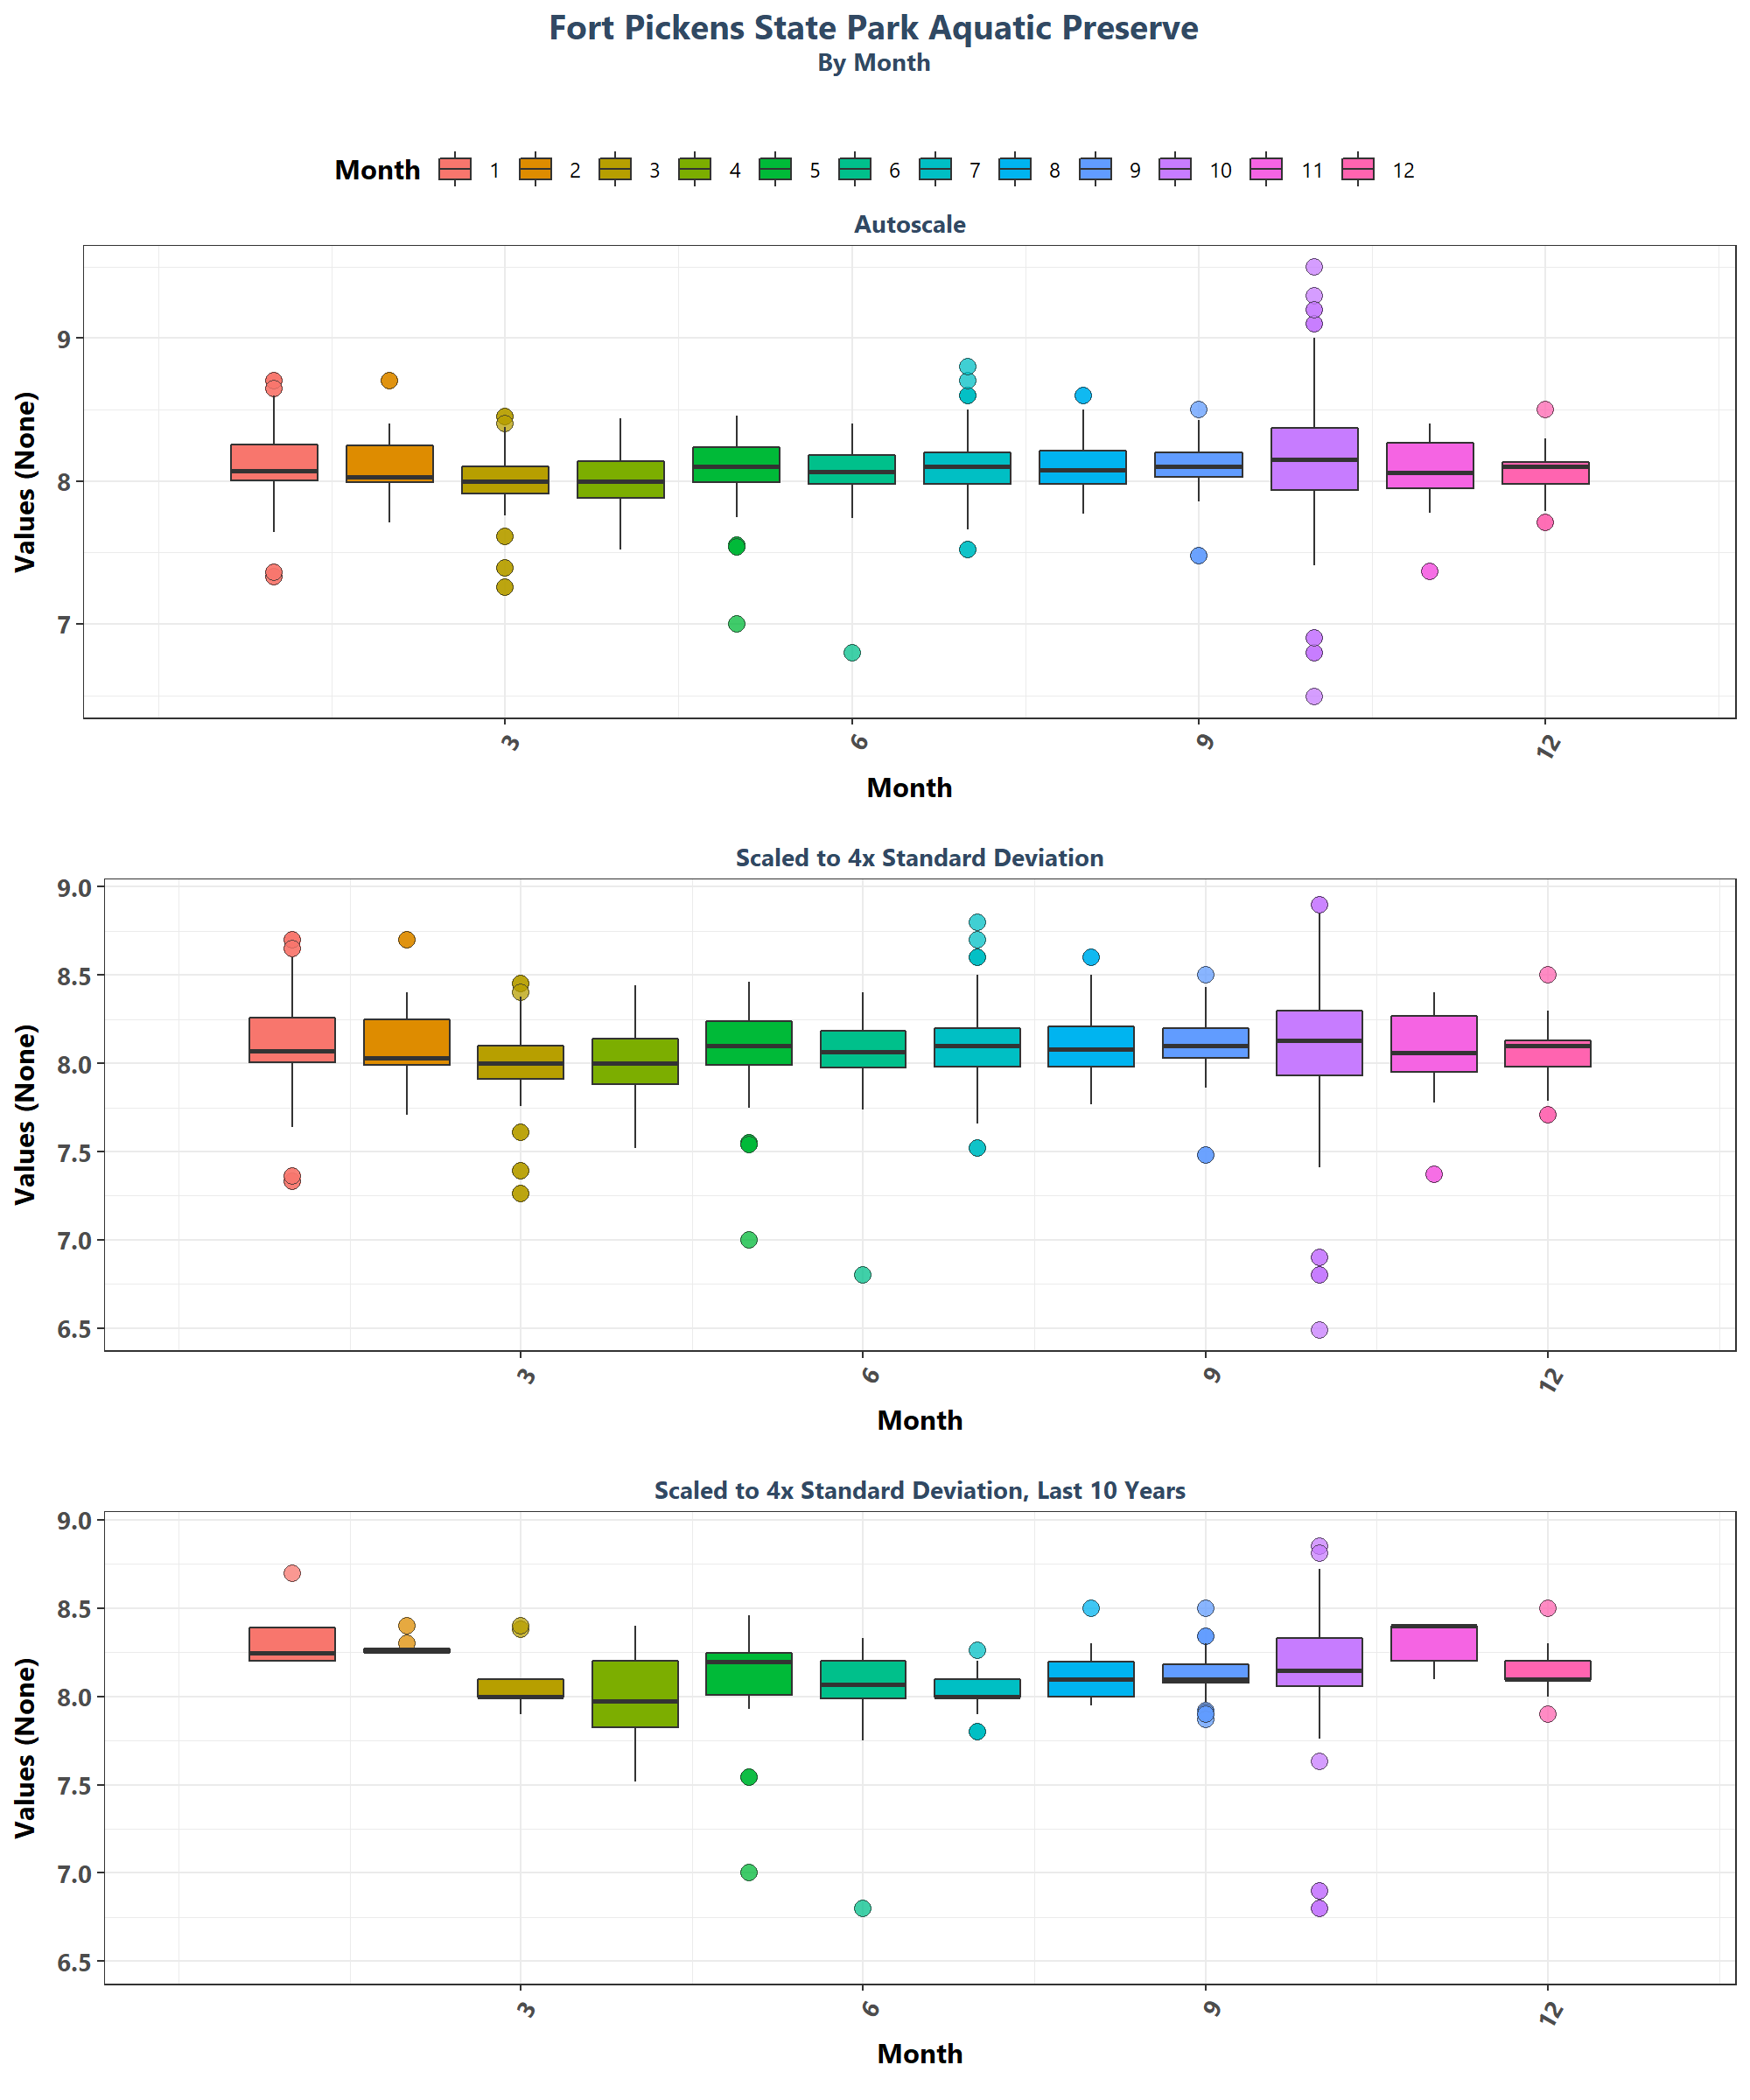 Fort Pickens State Park Aquatic Preserve
By Month
Month 1 2 3 4 5 6 7 8 9 10 11 12
Autoscale
Values (None)
9
8
7
3 6 9 12
Month
Scaled to 4x Standard Deviation
Values (None)
9.0
8.5
8.0
7.5
7.0
6.5
3 6 9 12
Month
Scaled to 4x Standard Deviation, Last 10 Years
Values (None)
9.0
8.5
8.0
7.5
7.0
6.5
3 6 9 12
Month